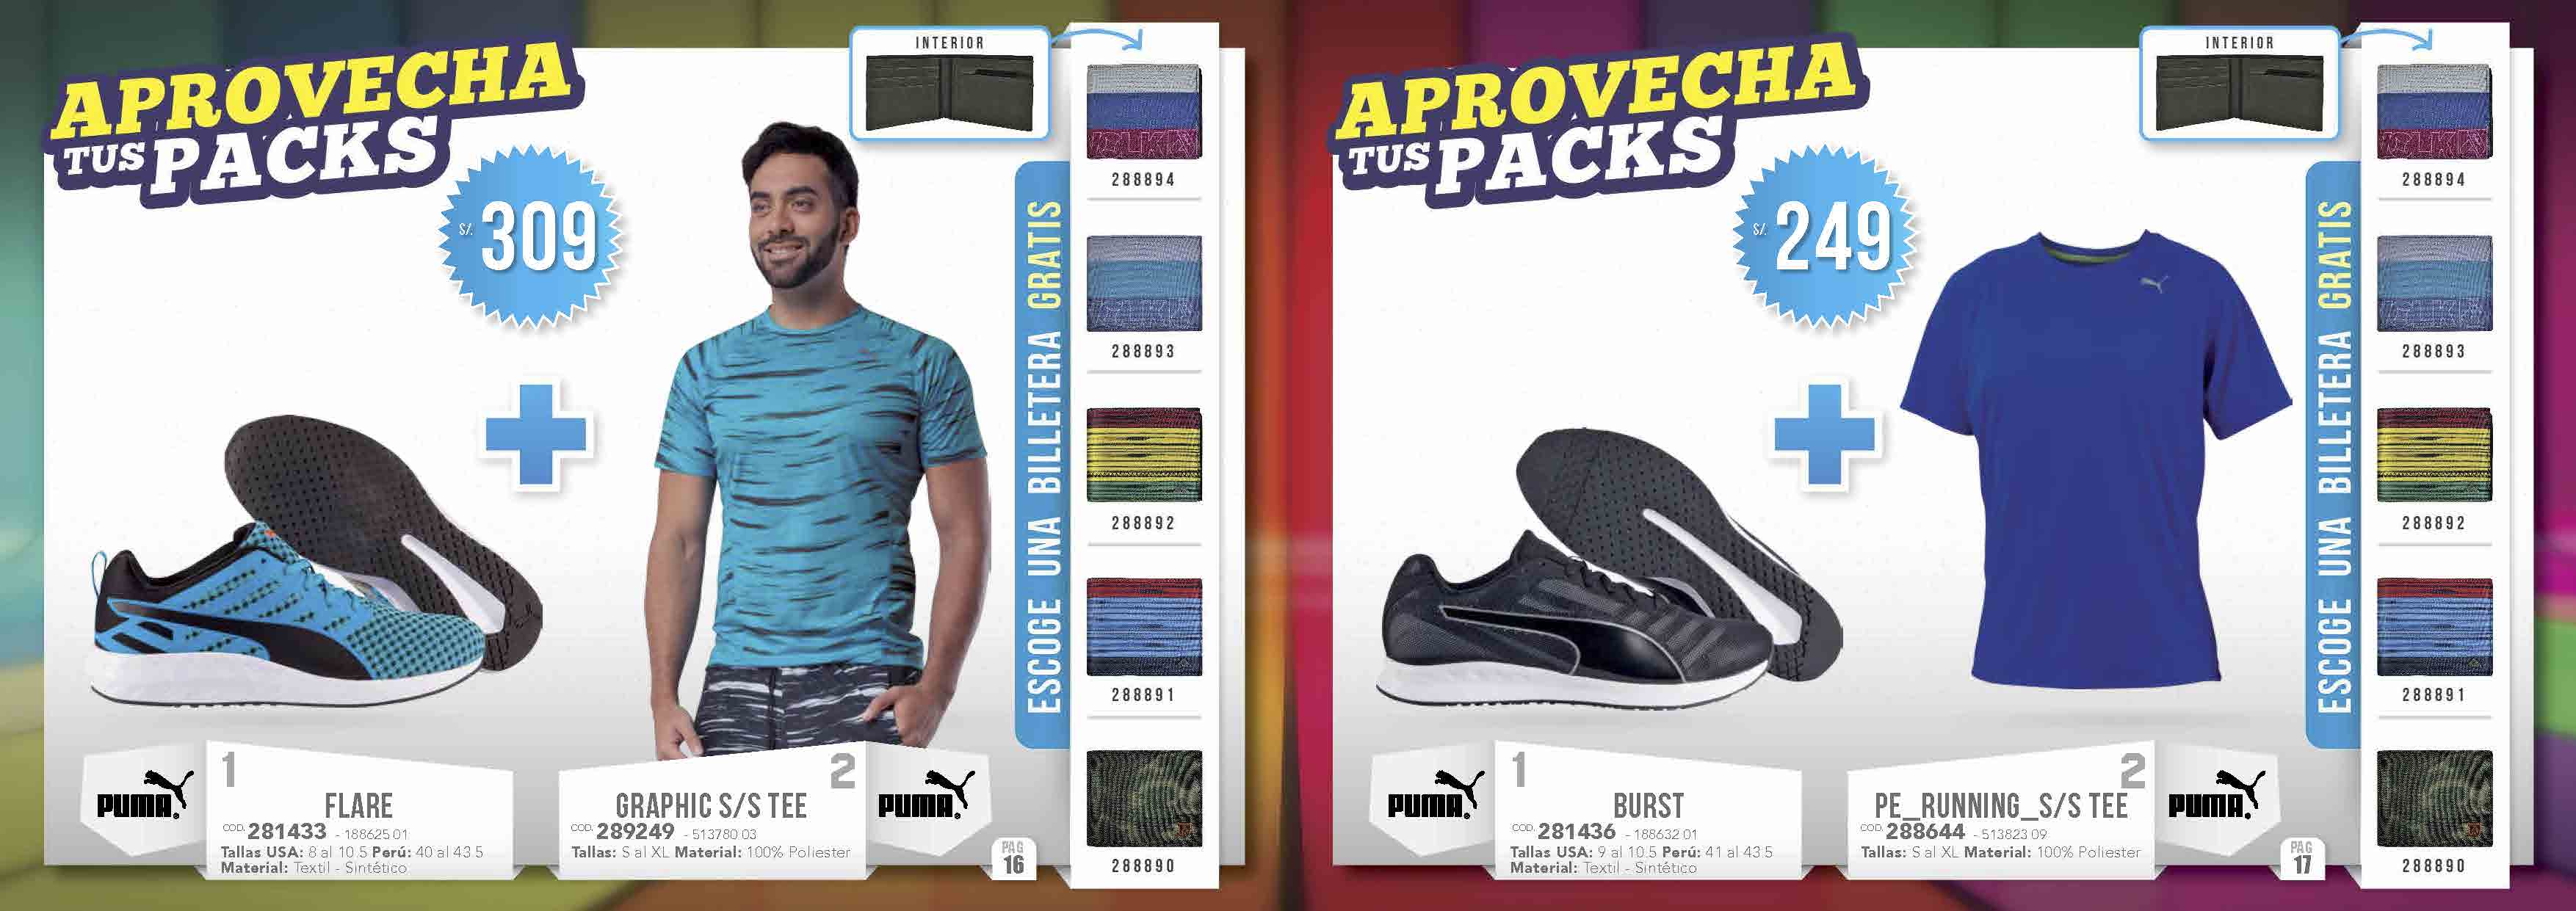 APROVECHA
TUS PACKS
S/. 309
INTERIOR
ESCOGE UNA BILLETERA GRATIS
288894
288893
288892
288891
288890
PUMA
1
FLARE
COD. 281433 - 188625 01
Tallas USA: 8 al 10.5 Perú: 40 al 43.5
Material: Textil - Sintético
2
GRAPHIC S/S TEE
COD. 289249 - 513780 03
Tallas: S al XL Material: 100% Poliester
PUMA
PAG
16
APROVECHA
TUS PACKS
S/. 249
INTERIOR
ESCOGE UNA BILLETERA GRATIS
288894
288893
288892
288891
288890
PUMA
1
BURST
COD. 281436 - 188632 01
Tallas USA: 9 al 10.5 Perú: 41 al 43.5
Material: Textil - Sintético
2
PE_RUNNING_S/S TEE
COD. 288644 - 513823 09
Tallas: S al XL Material: 100% Poliester
PUMA
PAG
17